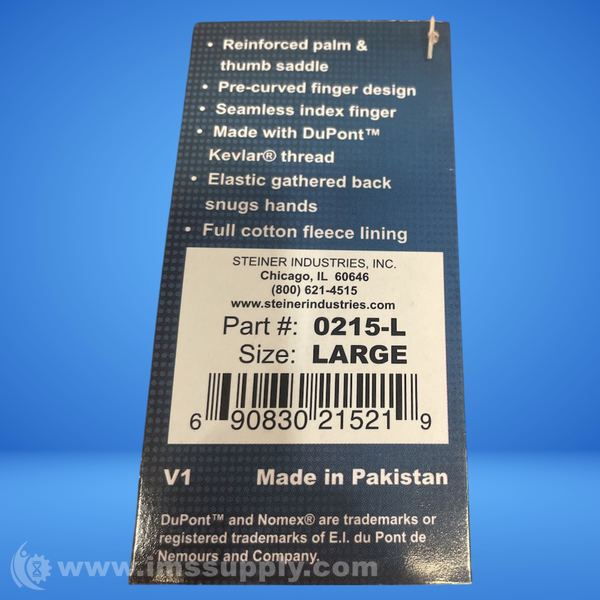 • Reinforced palm &
thumb saddle
• Pre-curved finger design
• Seamless index finger
• Made with DuPont™
Kevlar® thread
• Elastic gathered back
snugs hands
• Full cotton fleece lining
STEINER INDUSTRIES, INC.
Chicago, IL 60646
(800) 621-4515
www.steinerindustries.com
Part #: 0215-L
Size: LARGE
6 90830 21521 9
V1 Made in Pakistan
DuPont™ and Nomex® are trademarks or
registered trademarks of E.I. du Pont de
Nemours and Company.
www.imssupply.com